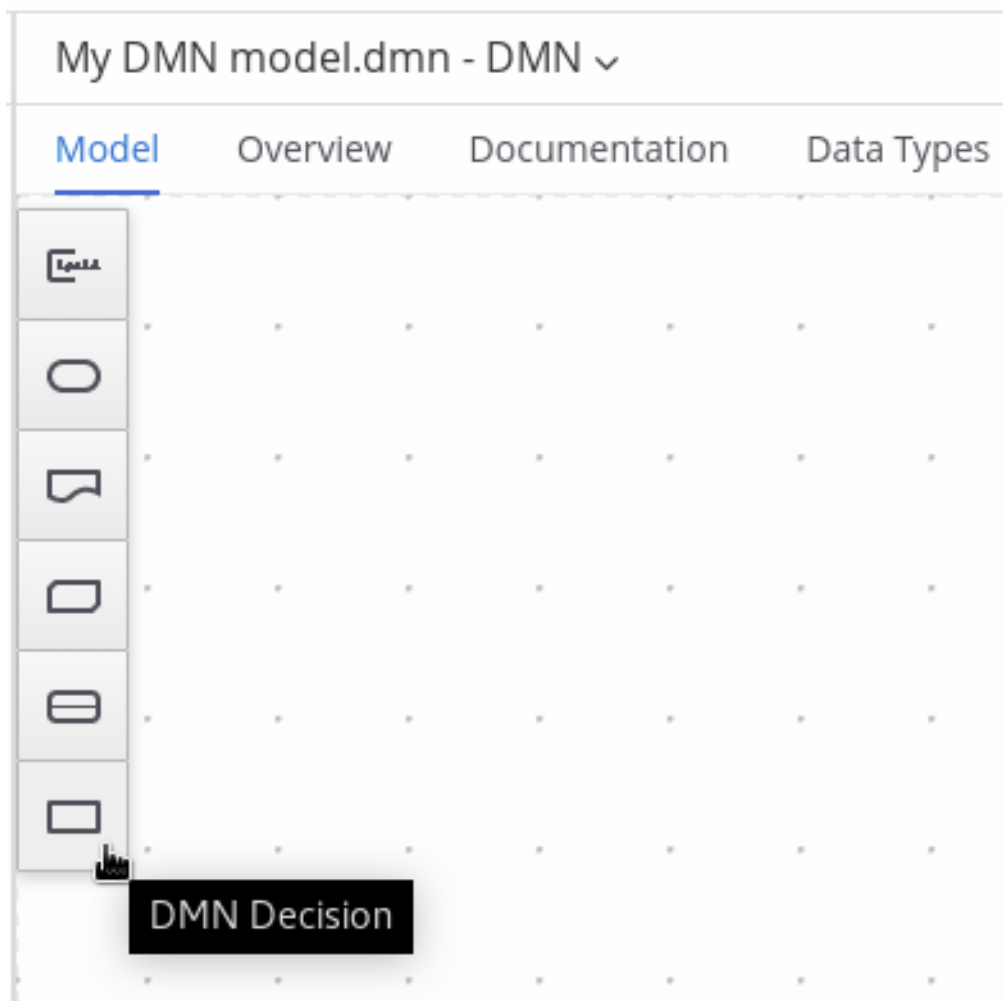 My DMN model.dmn - DMN
Model Overview Documentation Data Types
DMN Decision